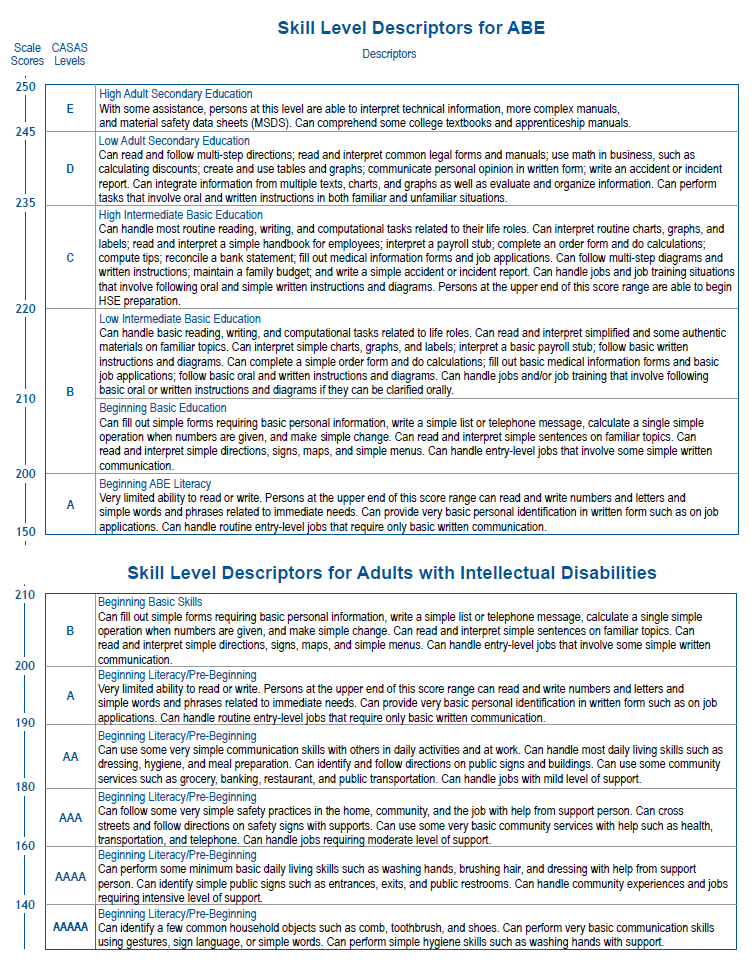 Skill Level Descriptors for ABE
Scale Scores
CASAS Levels
Descriptors
250
E
High Adult Secondary Education
With some assistance, persons at this level are able to interpret technical information, more complex manuals,
and material safety data sheets (MSDS). Can comprehend some college textbooks and apprenticeship manuals.
245
D
Low Adult Secondary Education
Can read and follow multi-step directions; read and interpret common legal forms and manuals; use math in business, such as
calculating discounts; create and use tables and graphs; communicate personal opinion in written form; write an accident or incident
report. Can integrate information from multiple texts, charts, and graphs as well as evaluate and organize information. Can perform
tasks that involve oral and written instructions in both familiar and unfamiliar situations.
235
C
High Intermediate Basic Education
Can handle most routine reading, writing, and computational tasks related to their life roles. Can interpret routine charts, graphs, and
labels; read and interpret a simple handbook for employees; interpret a payroll stub; complete an order form and do calculations;
compute tips; reconcile a bank statement; fill out medical information forms and job applications. Can follow multi-step diagrams and
written instructions; maintain a family budget; and write a simple accident or incident report. Can handle jobs and job training situations
that involve following oral and simple written instructions and diagrams. Persons at the upper end of this score range are able to begin
HSE preparation.
220
B
Low Intermediate Basic Education
Can handle basic reading, writing, and computational tasks related to life roles. Can read and interpret simplified and some authentic
materials on familiar topics. Can interpret simple charts, graphs, and labels; interpret a basic payroll stub; follow basic written
instructions and diagrams. Can complete a simple order form and do calculations; fill out basic medical information forms and basic
job applications; follow basic oral and written instructions and diagrams. Can handle jobs and/or job training that involve following
basic oral or written instructions and diagrams if they can be clarified orally.
210
Beginning Basic Education
Can fill out simple forms requiring basic personal information, write a simple list or telephone message, calculate a single simple
operation when numbers are given, and make simple change. Can read and interpret simple sentences on familiar topics. Can
read and interpret simple directions, signs, maps, and simple menus. Can handle entry-level jobs that involve some simple written
communication.
200
A
Beginning ABE Literacy
Very limited ability to read or write. Persons at the upper end of this score range can read and write numbers and letters and
simple words and phrases related to immediate needs. Can provide very basic personal identification in written form such as on job
applications. Can handle routine entry-level jobs that require only basic written communication.
150
Skill Level Descriptors for Adults with Intellectual Disabilities
210
B
Beginning Basic Skills
Can fill out simple forms requiring basic personal information, write a simple list or telephone message, calculate a single simple
operation when numbers are given, and make simple change. Can read and interpret simple sentences on familiar topics. Can
read and interpret simple directions, signs, maps, and simple menus. Can handle entry-level jobs that involve some simple written
communication.
200
A
Beginning Literacy/Pre-Beginning
Very limited ability to read or write. Persons at the upper end of this score range can read and write numbers and letters and
simple words and phrases related to immediate needs. Can provide very basic personal identification in written form such as on job
applications. Can handle routine entry-level jobs that require only basic written communication.
190
AA
Beginning Literacy/Pre-Beginning
Can use some very simple communication skills with others in daily activities and at work. Can handle most daily living skills such as
dressing, hygiene, and meal preparation. Can identify and follow directions on public signs and buildings. Can use some community
services such as grocery, banking, restaurant, and public transportation. Can handle jobs with mild level of support.
180
AAA
Beginning Literacy/Pre-Beginning
Can follow some very simple safety practices in the home, community, and the job with help from support person. Can cross
streets and follow directions on safety signs with supports. Can use some very basic community services with help such as health,
transportation, and telephone. Can handle jobs requiring moderate level of support.
160
AAAA
Beginning Literacy/Pre-Beginning
Can perform some minimum basic daily living skills such as washing hands, brushing hair, and dressing with help from support
person. Can identify simple public signs such as entrances, exits, and public restrooms. Can handle community experiences and jobs
requiring intensive level of support.
140
AAAAA
Beginning Literacy/Pre-Beginning
Can identify a few common household objects such as comb, toothbrush, and shoes. Can perform very basic communication skills
using gestures, sign language, or simple words. Can perform simple hygiene skills such as washing hands with support.